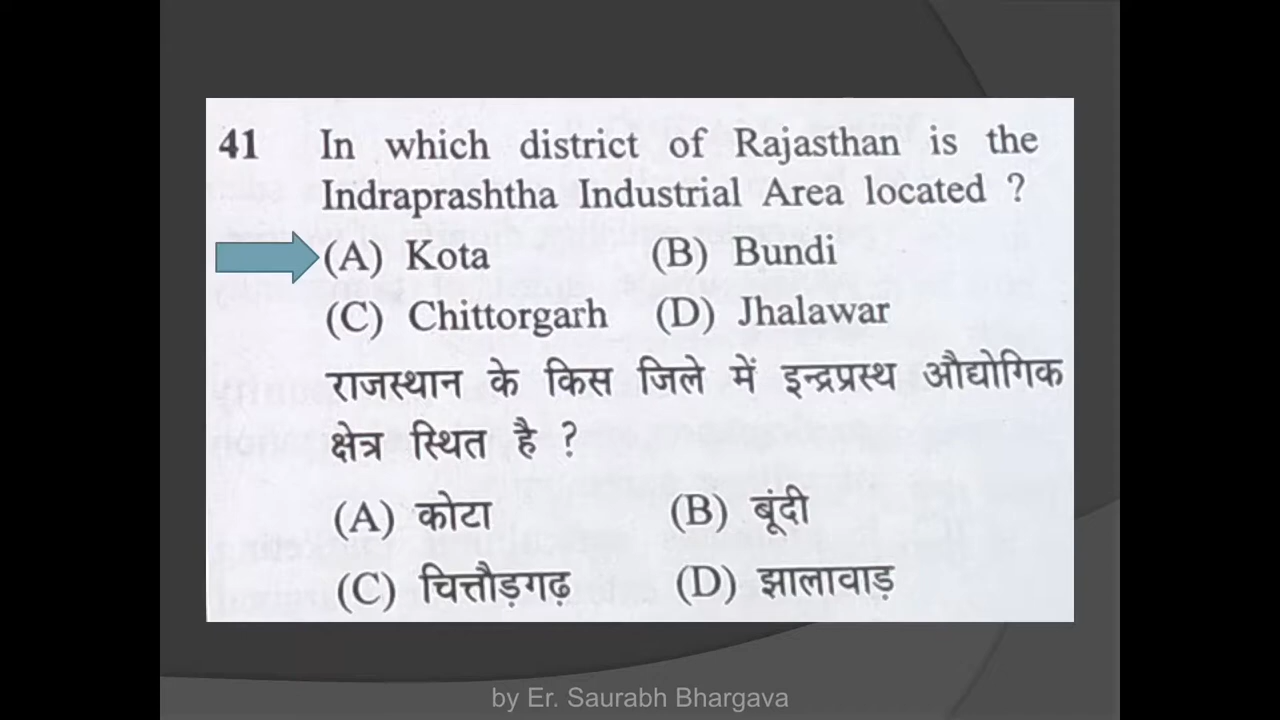 41 In which district of Rajasthan is the
Indraprashtha Industrial Area located ?
(A) Kota (B) Bundi
(C) Chittorgarh (D) Jhalawar
राजस्थान के किस जिले में इन्द्रप्रस्थ औद्योगिक
क्षेत्र स्थित है ?
(A) कोटा (B) बूंदी
(C) चित्तौड़गढ़ (D) झालावाड़
by Er. Saurabh Bhargava